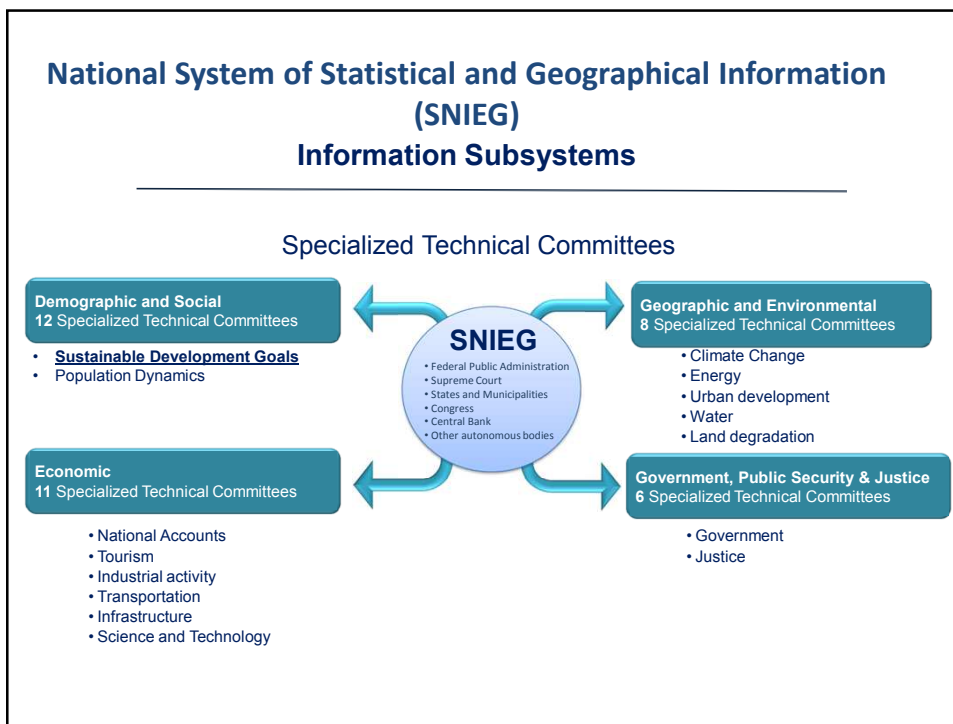 National System of Statistical and Geographical Information
(SNIEG)
Information Subsystems
Specialized Technical Committees
Demographic and Social
12 Specialized Technical Committees
• Sustainable Development Goals
• Population Dynamics
SNIEG
• Federal Public Administration
• Supreme Court
• States and Municipalities
• Congress
• Central Bank
• Other autonomous bodies
Geographic and Environmental
8 Specialized Technical Committees
• Climate Change
• Energy
• Urban development
• Water
• Land degradation
Economic
11 Specialized Technical Committees
• National Accounts
• Tourism
• Industrial activity
• Transportation
• Infrastructure
• Science and Technology
Government, Public Security & Justice
6 Specialized Technical Committees
• Government
• Justice